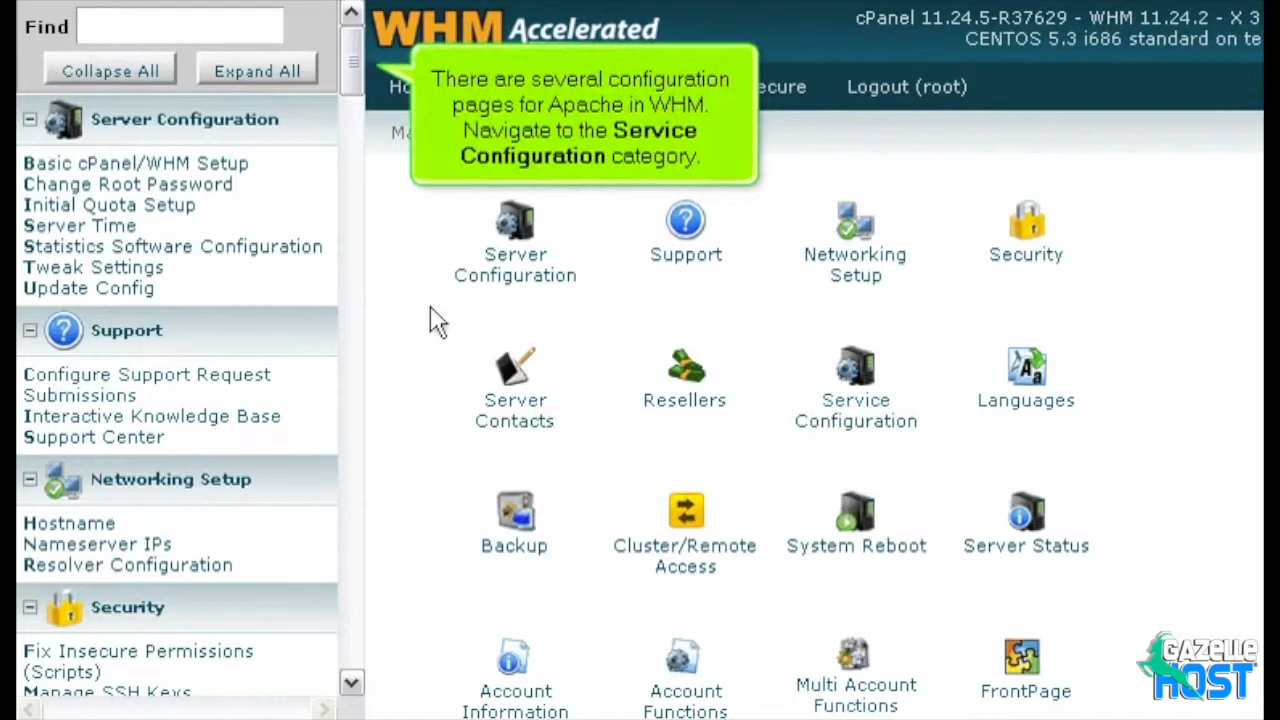 Find
Collapse All
Expand All
Server Configuration
Basic cPanel/WHM Setup
Change Root Password
Initial Quota Setup
Server Time
Statistics Software Configuration
Tweak Settings
Update Config
Support
Configure Support Request
Submissions
Interactive Knowledge Base
Support Center
Networking Setup
Hostname
Nameserver IPs
Resolver Configuration
Security
Fix Insecure Permissions
(Scripts)
Manage SSH Keys
WHM Accelerated
cPanel 11.24.5-R37629 - WHM 11.24.2 - X 3
CENTOS 5.3 i686 standard on te
Ho
ecure
Logout (root)
Ma
There are several configuration
pages for Apache in WHM.
Navigate to the Service
Configuration category.
Server
Configuration
Support
Networking
Setup
Security
Server
Contacts
Resellers
Service
Configuration
Languages
Backup
Cluster/Remote
Access
System Reboot
Server Status
Account
Information
Account
Functions
Multi Account
Functions
FrontPage
GAZELLE
HOST